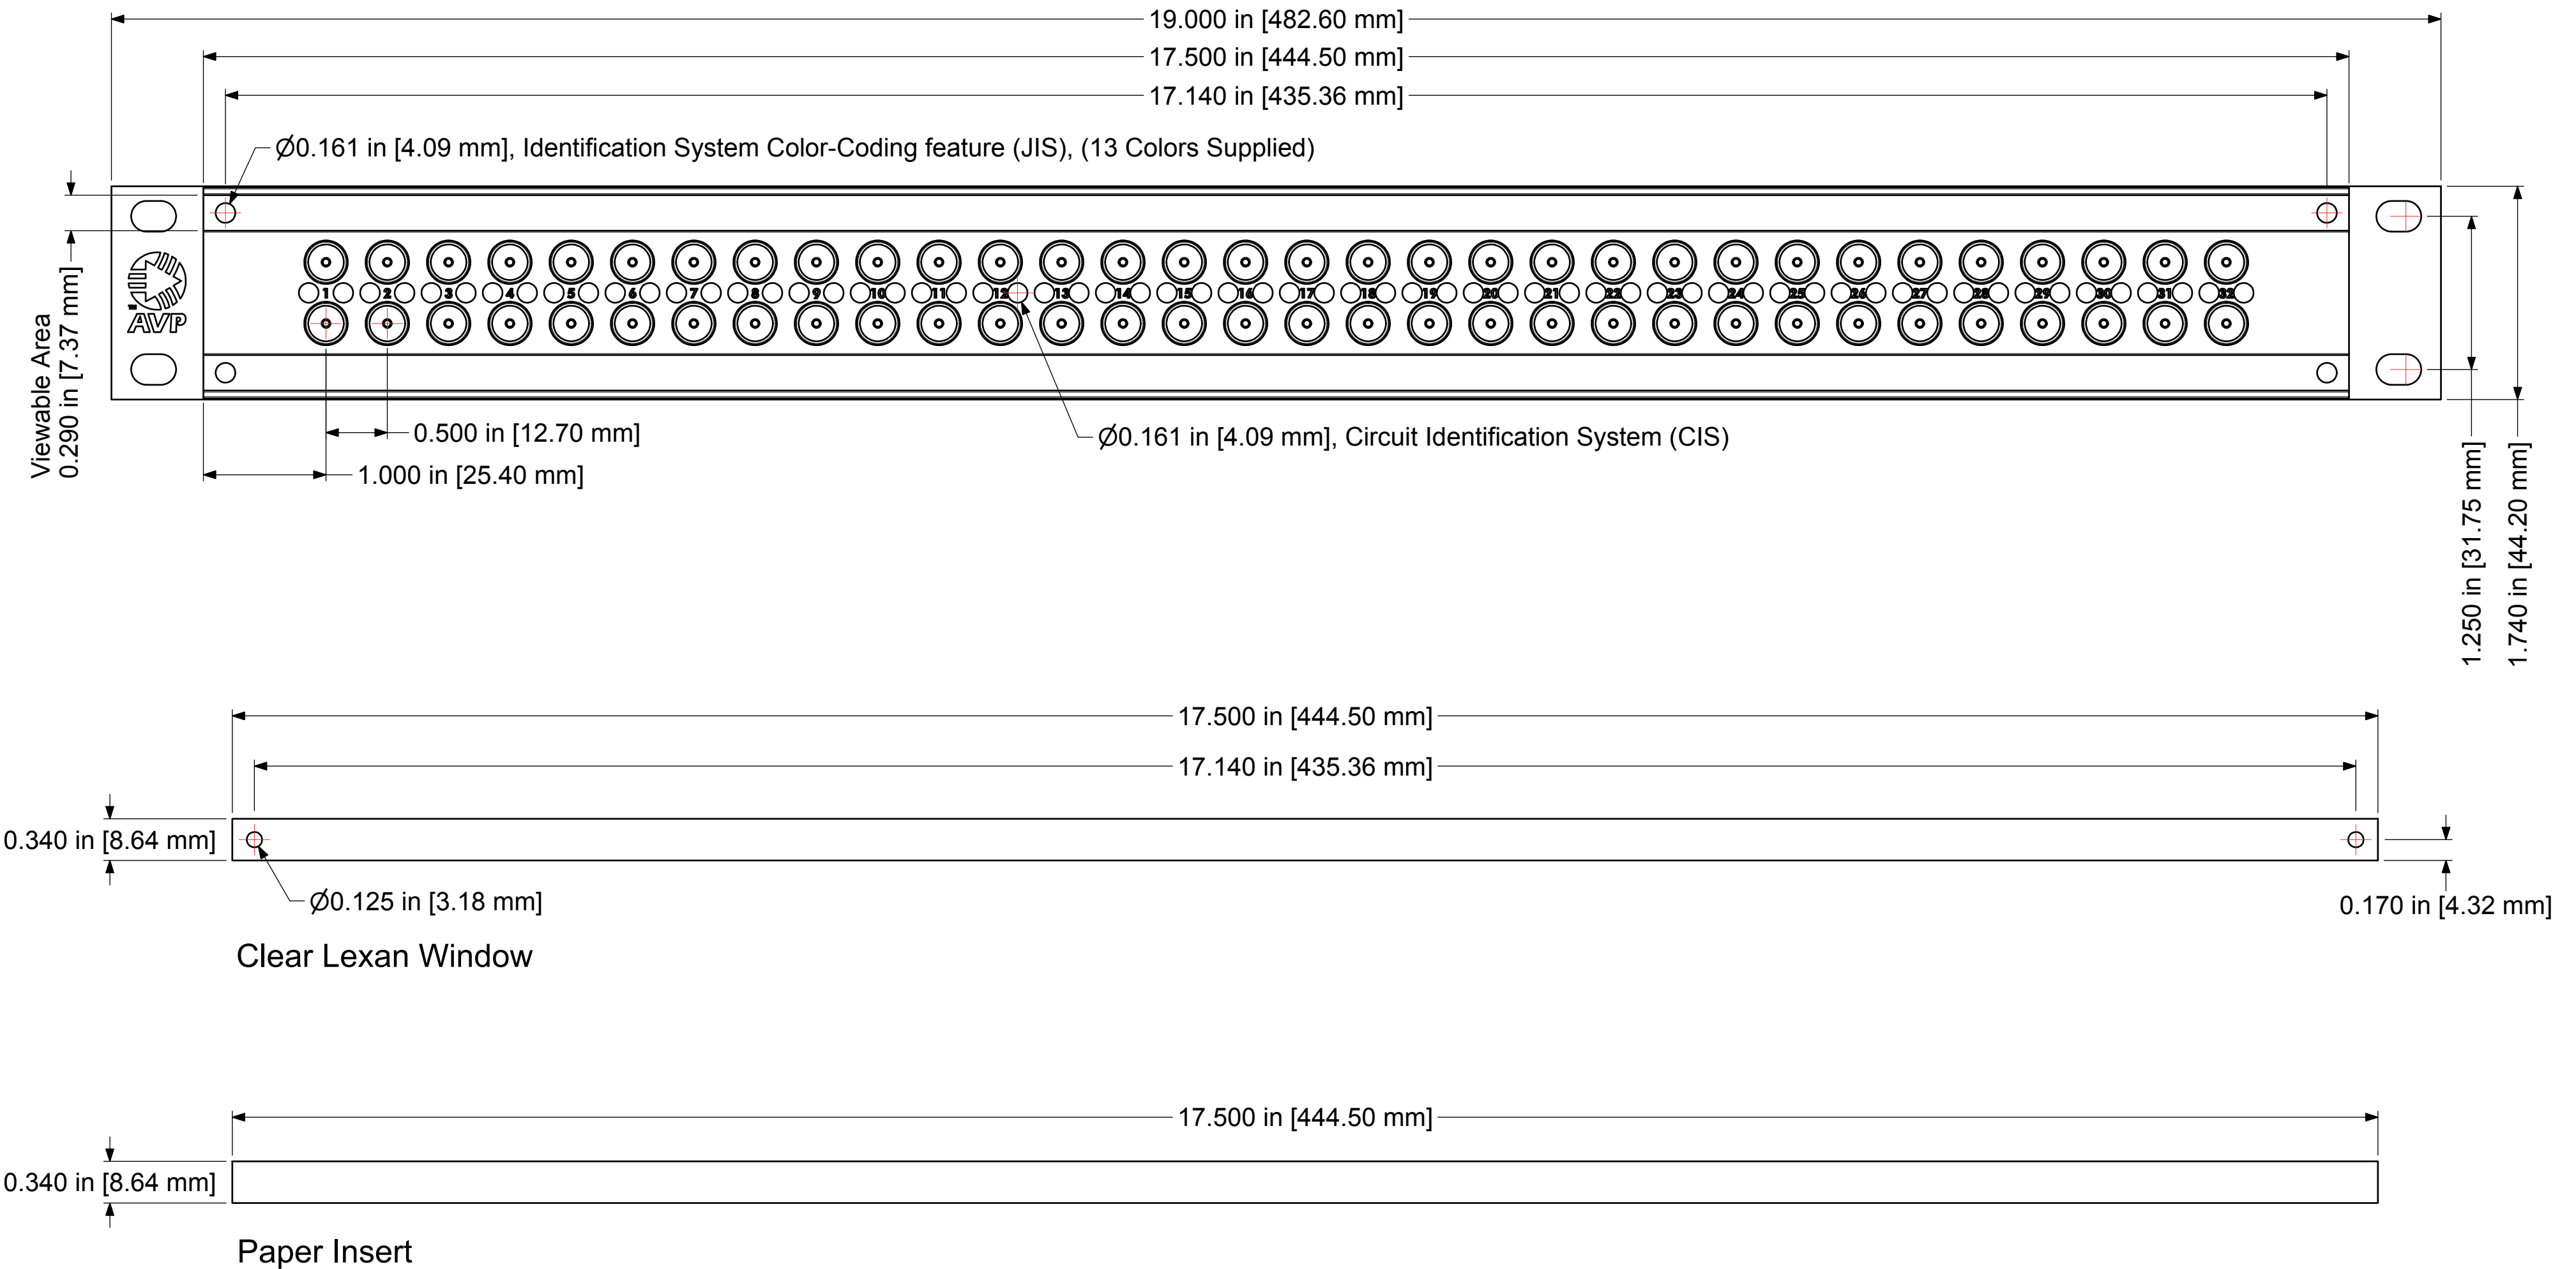 19.000 in [482.60 mm]
17.500 in [444.50 mm]
17.140 in [435.36 mm]
Ø0.161 in [4.09 mm], Identification System Color-Coding feature (JIS), (13 Colors Supplied)
Viewable Area
0.290 in [7.37 mm]
™
AVP
1 2 3 4 5 6 7 8 9 10 11 12 13 14 15 16 17 18 19 20 21 22 23 24 25 26 27 28 29 30 31 32
0.500 in [12.70 mm]
Ø0.161 in [4.09 mm], Circuit Identification System (CIS)
1.000 in [25.40 mm]
1.250 in [31.75 mm]
1.740 in [44.20 mm]
17.500 in [444.50 mm]
17.140 in [435.36 mm]
0.340 in [8.64 mm]
Ø0.125 in [3.18 mm]
0.170 in [4.32 mm]
Clear Lexan Window
17.500 in [444.50 mm]
0.340 in [8.64 mm]
Paper Insert